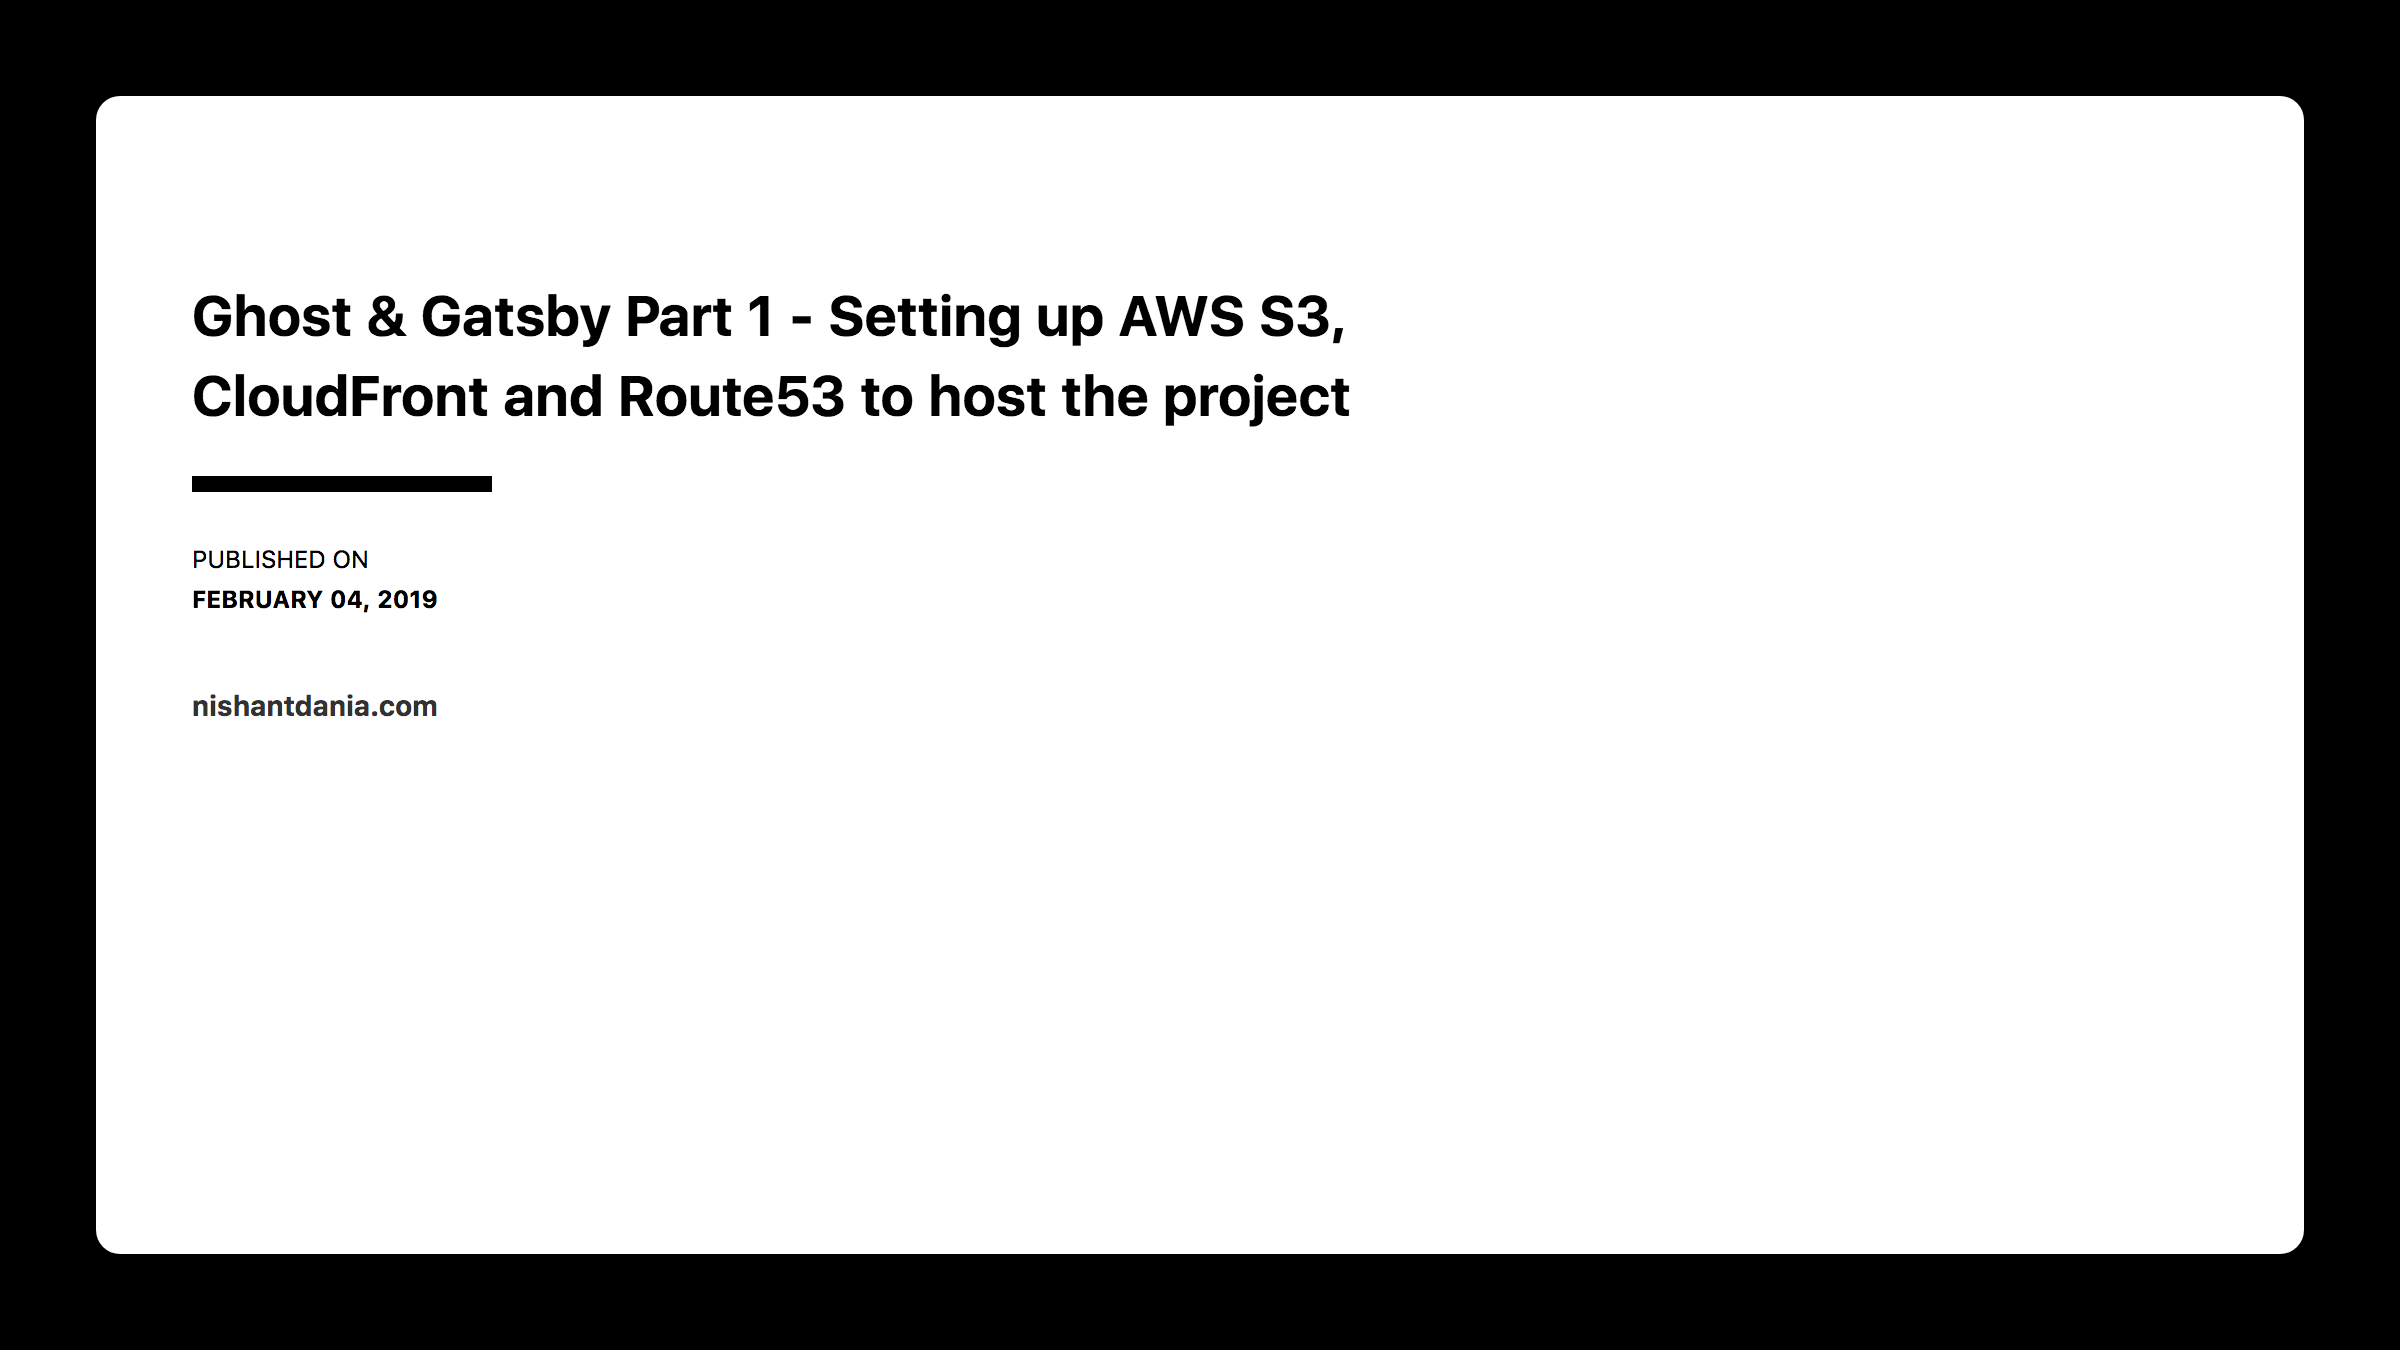 Ghost & Gatsby Part 1 - Setting up AWS S3,
CloudFront and Route53 to host the project
PUBLISHED ON
FEBRUARY 04, 2019
nishantdania.com